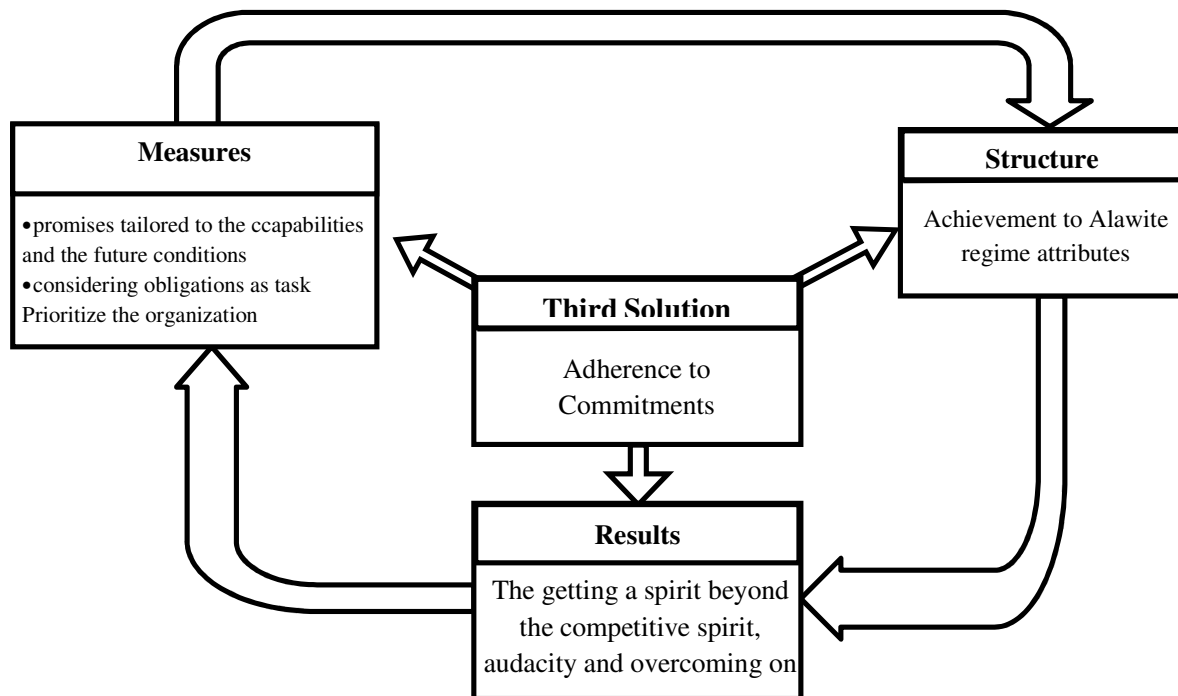 Measures
•promises tailored to the ccapabilities
and the future conditions
•considering obligations as task
Prioritize the organization
Structure
Achievement to Alawite
regime attributes
Third Solution
Adherence to
Commitments
Results
The getting a spirit beyond
the competitive spirit,
audacity and overcoming on